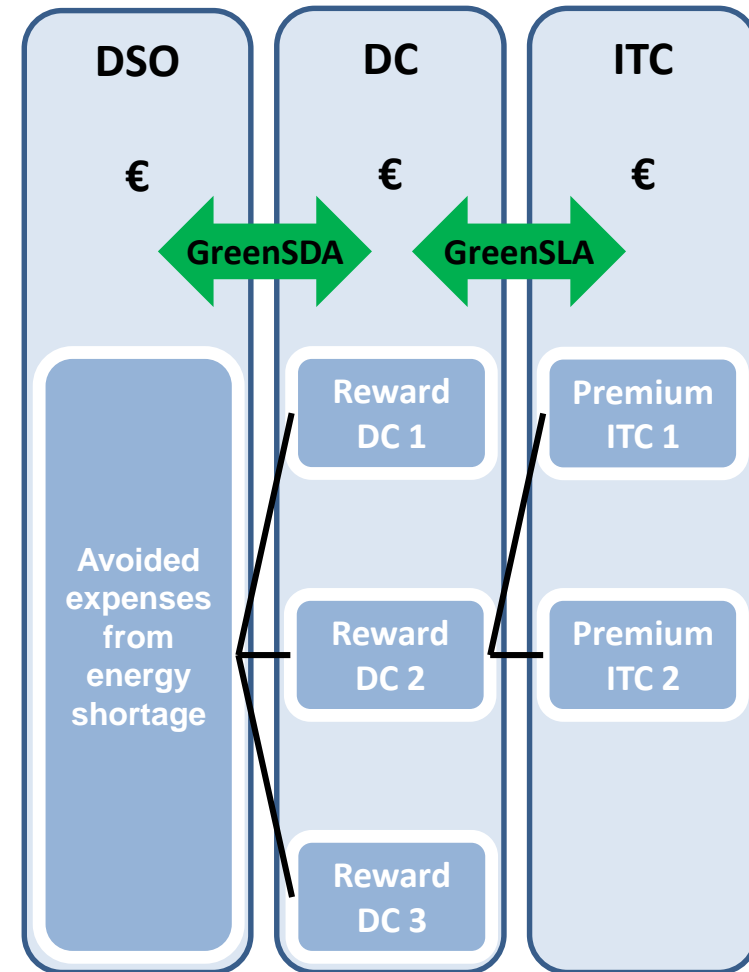 DSO
DC
ITC
€
€
€
GreenSDA
GreenSLA
Avoided
expenses
from
energy
shortage
Reward
DC 1
Reward
DC 2
Reward
DC 3
Premium
ITC 1
Premium
ITC 2